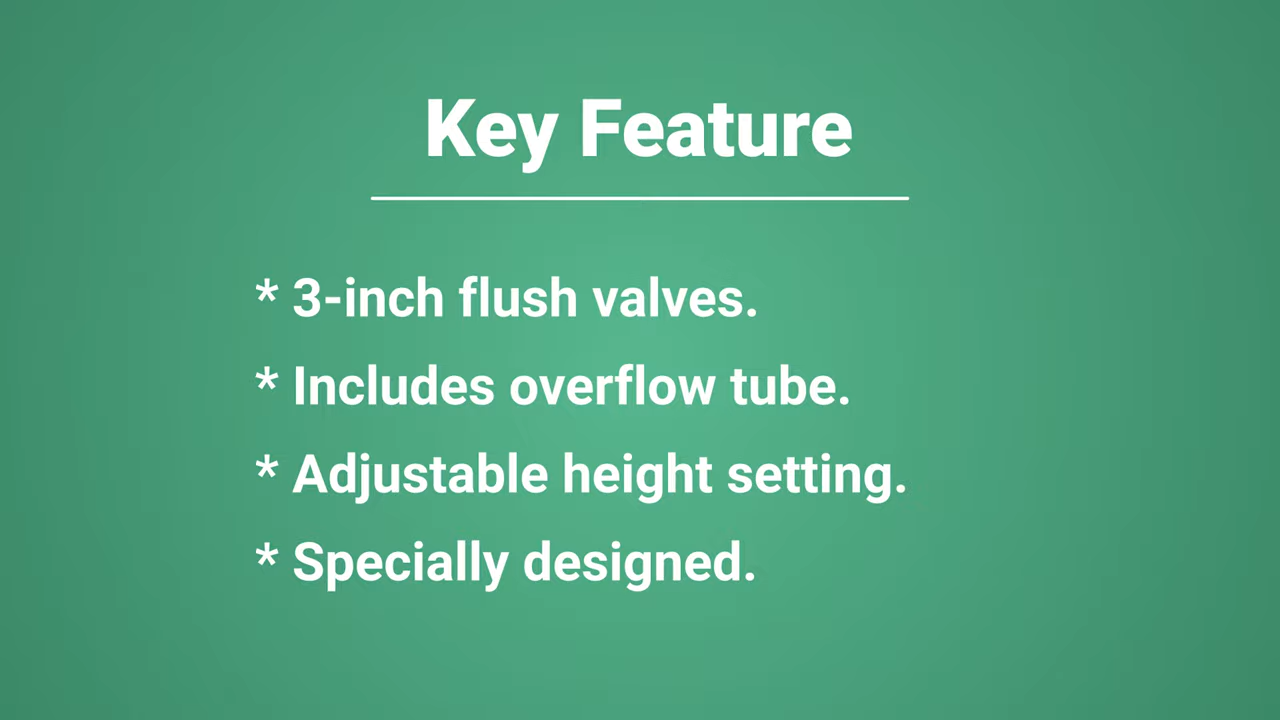 Key Feature
* 3-inch flush valves.
* Includes overflow tube.
* Adjustable height setting.
* Specially designed.